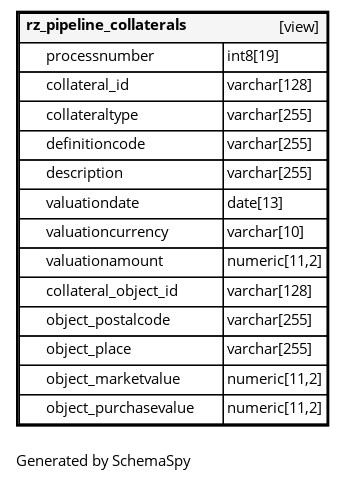 rz_pipeline_collaterals [view]
processnumber int8[19]
collateral_id varchar[128]
collateraltype varchar[255]
definitioncode varchar[255]
description varchar[255]
valuationdate date[13]
valuationcurrency varchar[10]
valuationamount numeric[11,2]
collateral_object_id varchar[128]
object_postalcode varchar[255]
object_place varchar[255]
object_marketvalue numeric[11,2]
object_purchasevalue numeric[11,2]
Generated by SchemaSpy